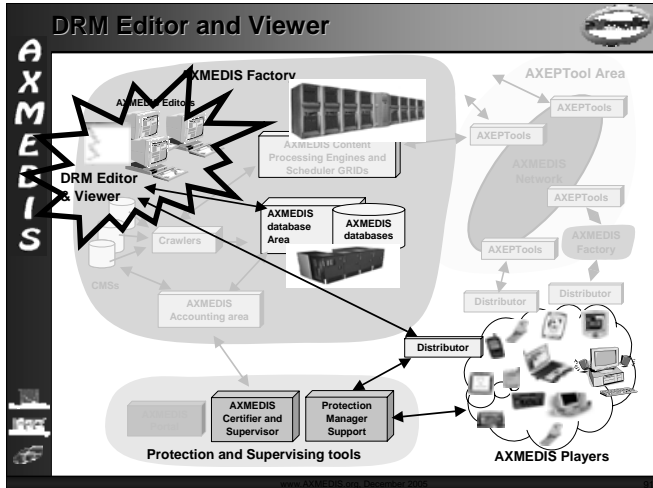 DRM Editor and Viewer
AXMEDIS
AXMEDIS Factory
AXMEDIS Editors
DRM Editor
& Viewer
AXMEDIS Content
Processing Engines and
Scheduler GRIDs
AXMEDIS
database
Area
AXMEDIS
databases
Crawlers
CMSs
AXMEDIS
Accounting area
AXEPTool Area
AXEPTools
AXEPTools
AXMEDIS
Network
AXEPTools
AXEPTools
AXMEDIS
Factory
Distributor
Distributor
Distributor
AXMEDIS
Certifier and
Supervisor
Protection
Manager
Support
Protection and Supervising tools
AXMEDIS Players
www.AXMEDIS.org, December 2005